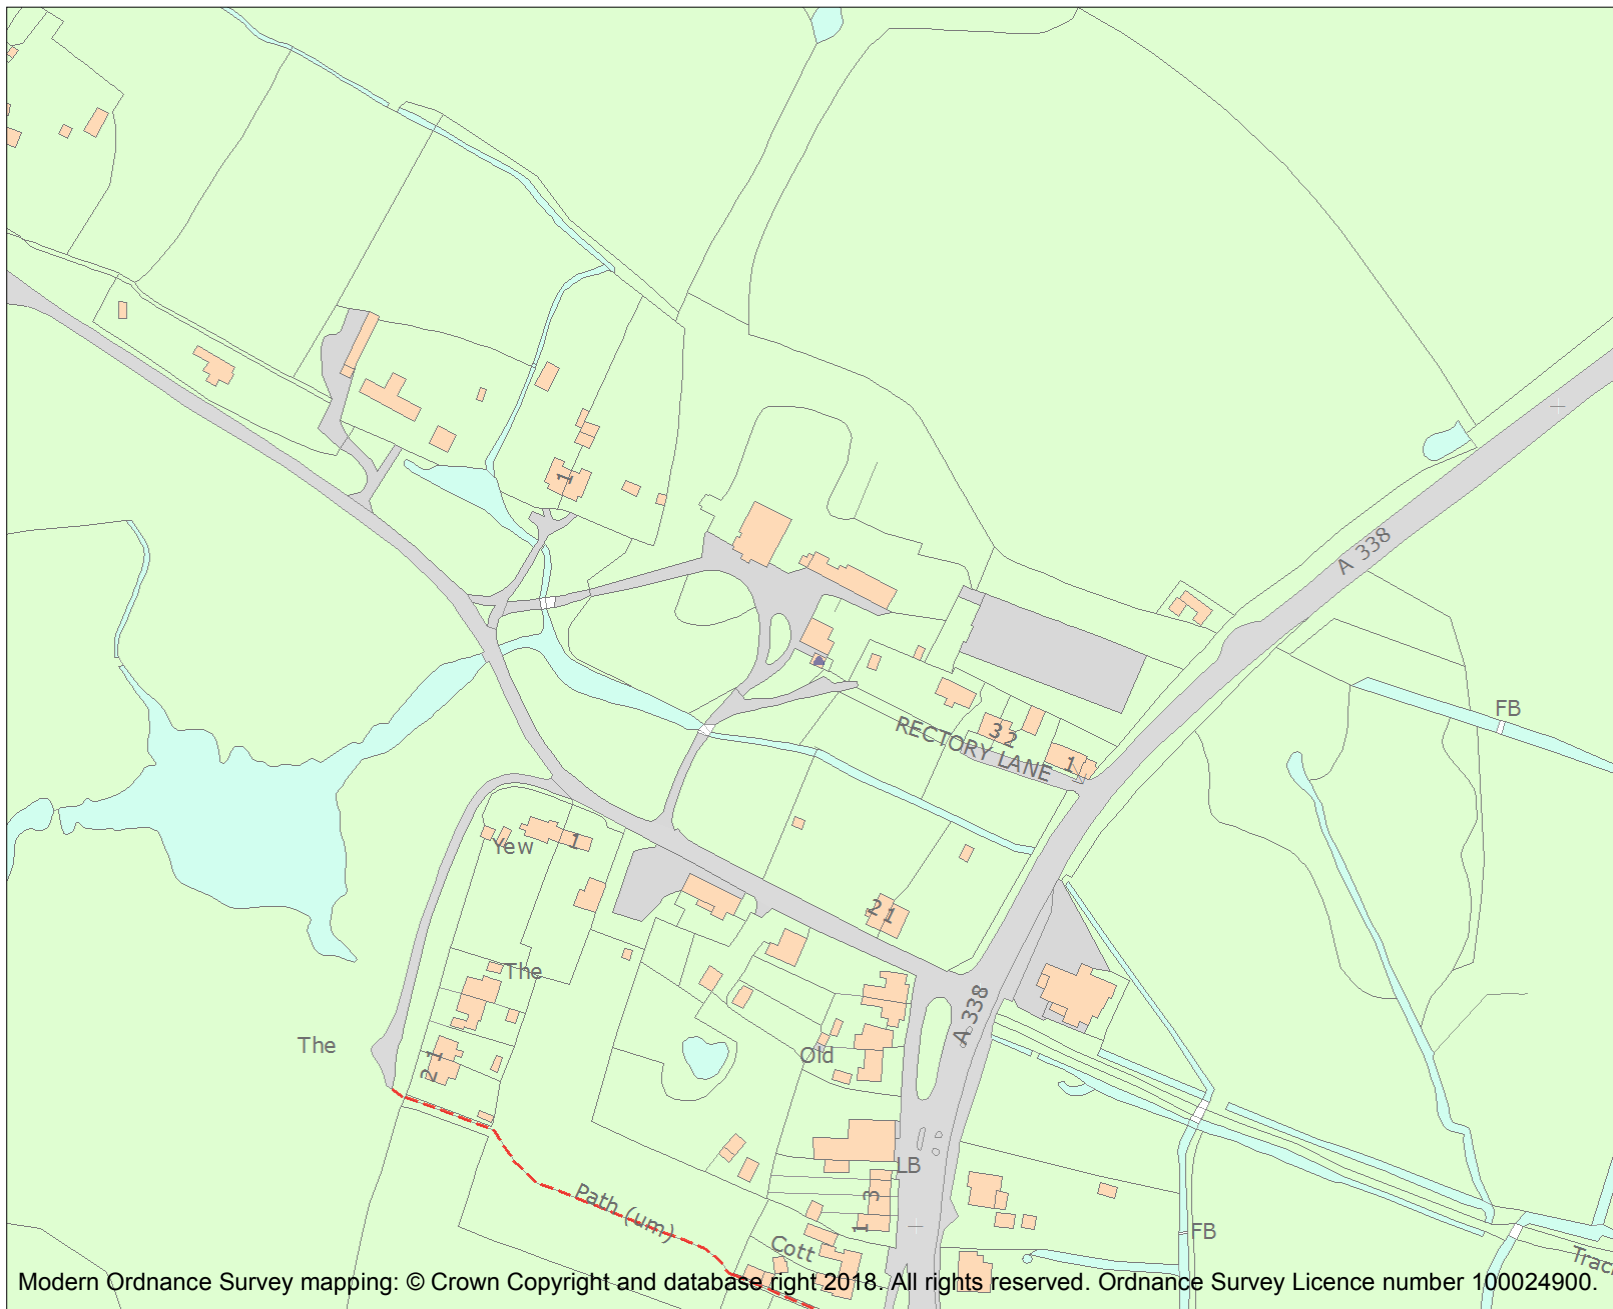 1
A 338
FB
RECTORY LANE
3 2
1
Yew
1
2 1
The
A 338
The
Old
2 1
LB
3
1
Path (um)
Cott
FB
Modern Ordnance Survey mapping: © Crown Copyright and database right 2018. All rights reserved. Ordnance Survey Licence number 100024900.